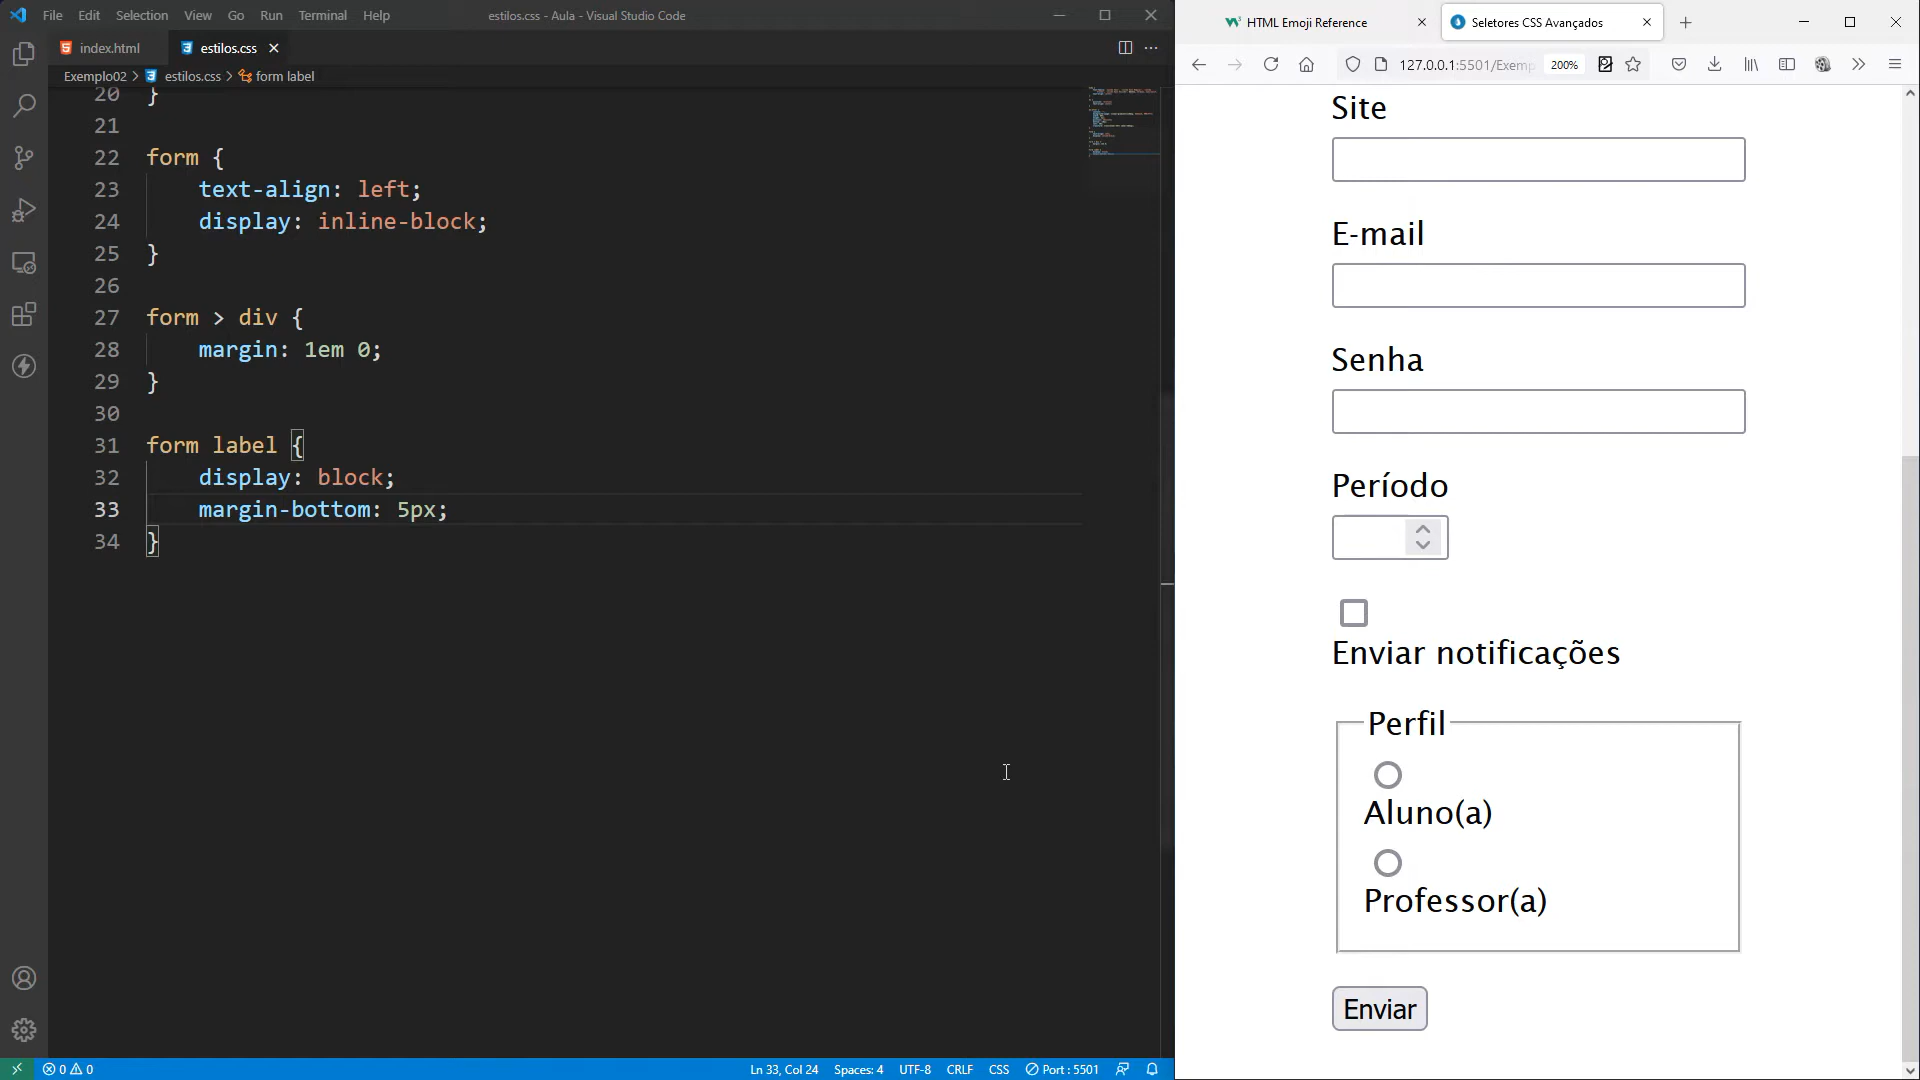 File Edit Selection View Go Run Terminal Help
estilos.css - Aula - Visual Studio Code
index.html
estilos.css
Exemplo02 > estilos.css > form label
20 }
21
22 form {
23 text-align: left;
24 display: inline-block;
25 }
26
27 form > div {
28 margin: 1em 0;
29 }
30
31 form label {
32 display: block;
33 margin-bottom: 5px;
34 }
0 0
Ln 33, Col 24 Spaces: 4 UTF-8 CRLF CSS Port : 5501
HTML Emoji Reference
Seletores CSS Avançados
127.0.0.1:5501/Exemp
200%
Site
E-mail
Senha
Período
Enviar notificações
Perfil
Aluno(a)
Professor(a)
Enviar